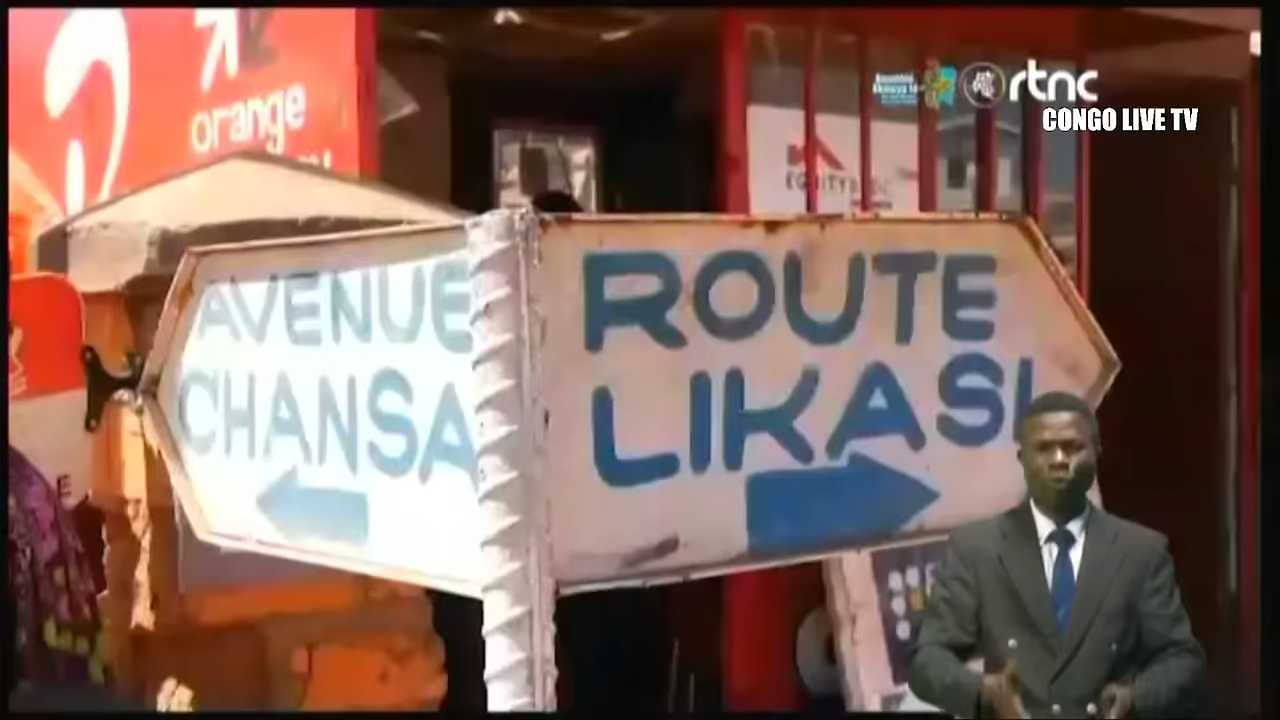 orange
rtnc
CONGO LIVE TV
EQUITY
AVENUE
CHANSA
ROUTE
LIKASI